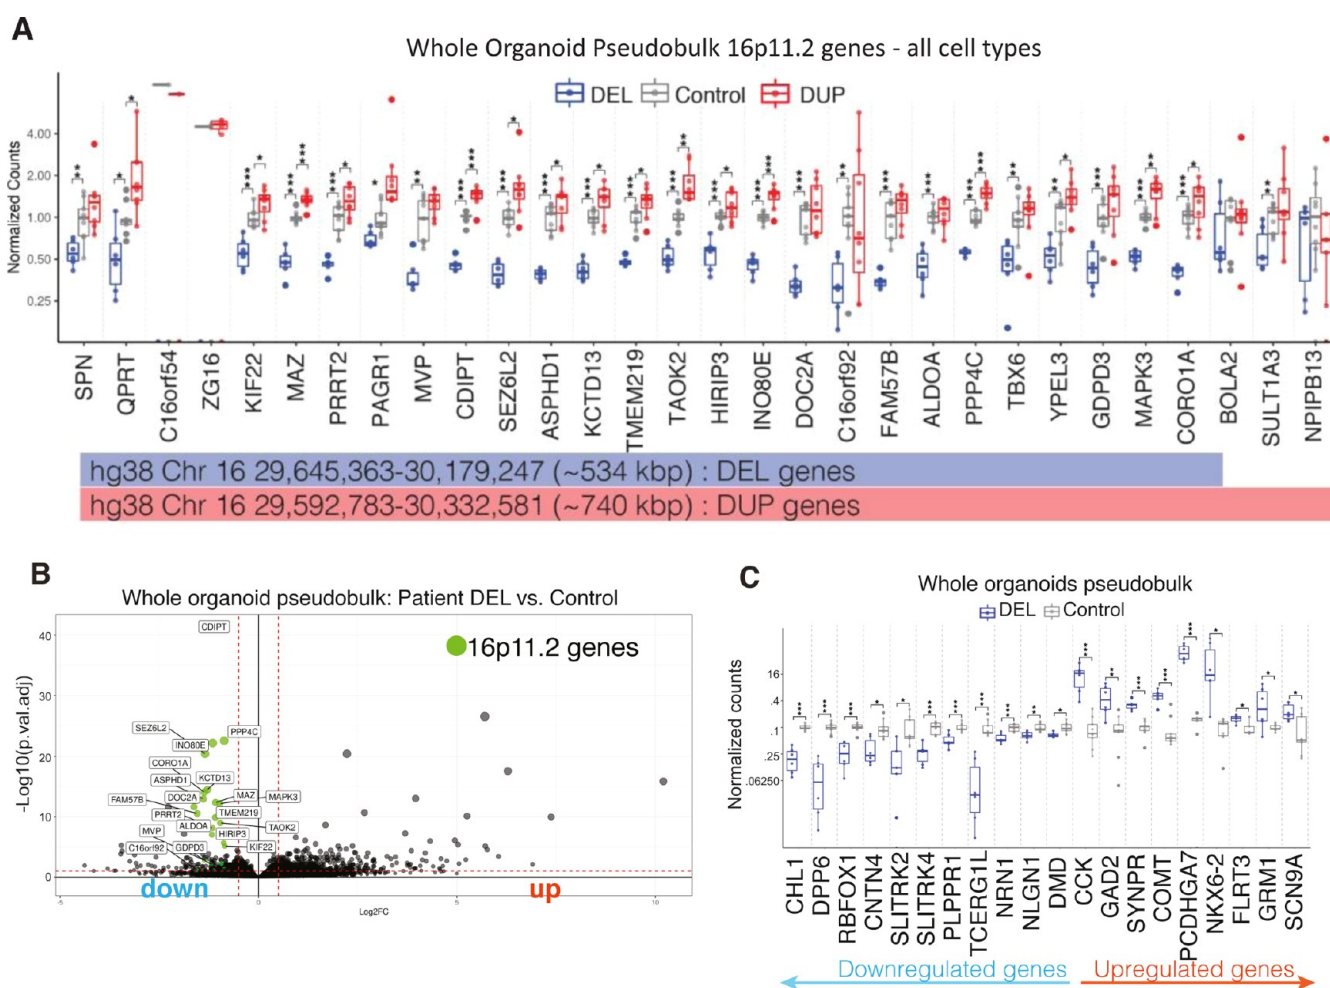 A
Whole Organoid Pseudobulk 16p11.2 genes - all cell types
DEL Control DUP
Normalized Counts
4.00
2.00
1.00
0.50
0.25
SPN QPRT C16orf54 ZG16 KIF22 MAZ PRRT2 PAGR1 MVP CDIPT SEZ6L2 ASPHD1 KCTD13 TMEM219 TAOK2 HIRIP3 INO80E DOC2A C16orf92 FAM57B ALDOA PPP4C TBX6 YPEL3 GDPD3 MAPK3 CORO1A BOLA2 SULT1A3 NPIPB13
hg38 Chr 16 29,645,363-30,179,247 (~534 kbp) : DEL genes
hg38 Chr 16 29,592,783-30,332,581 (~740 kbp) : DUP genes
B
Whole organoid pseudobulk: Patient DEL vs. Control
-Log10(p.val.adj)
40
30
20
10
0
CDIPT
16p11.2 genes
SEZ6L2
PPP4C
INO80E
CORO1A
ASPHD1 KCTD13
DOC2A MAZ MAPK3
FAM57B
PRRT2 TMEM219
ALDOA TAOK2
MVP HIRIP3
C16orf92 GDPD3 KIF22
down up
-5 0 5 10
Log2FC
C
Whole organoids pseudobulk
DEL Control
Normalized counts
16
.4
.1
.25
.06250
CHL1 DPP6 RBFOX1 CNTN4 SLITRK2 SLITRK4 PLPPR1 TCERG1L NRN1 NLGN1 DMD CCK GAD2 SYNPR COMT PCDHGA7 NKX6-2 FLRT3 GRM1 SCN9A
Downregulated genes Upregulated genes